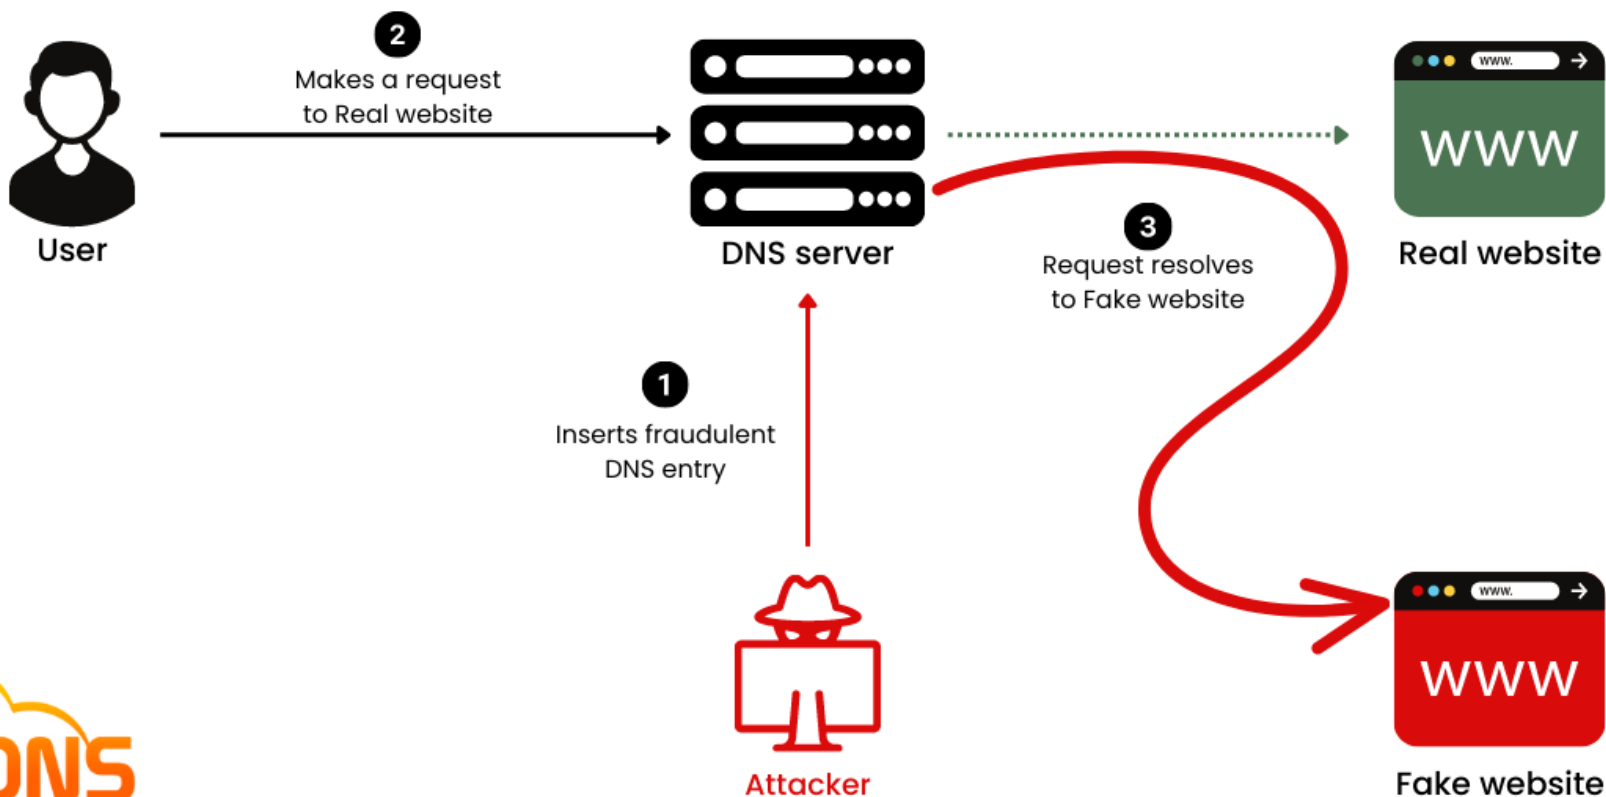 2
Makes a request
to Real website
www.
www
User
DNS server
Real website
3
Request resolves
to Fake website
1
Inserts fraudulent
DNS entry
www.
www
DNS
Attacker
Fake website